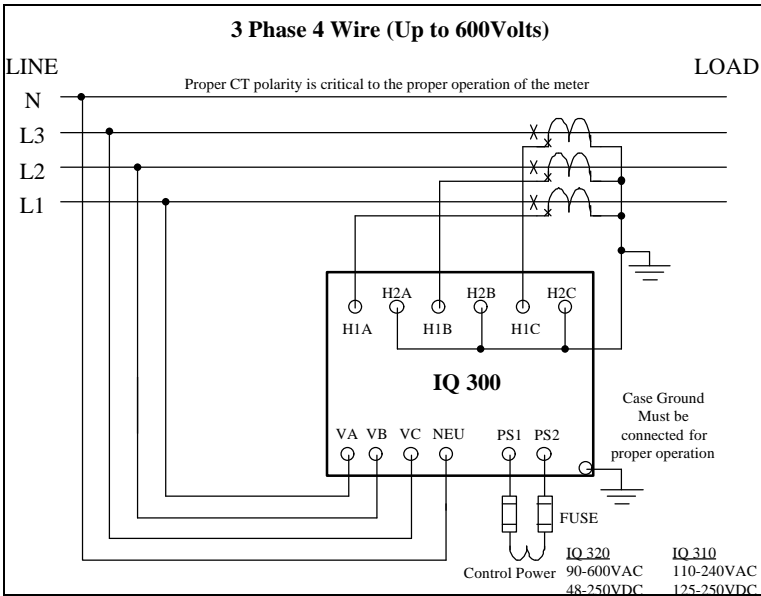 3 Phase 4 Wire (Up to 600Volts)
LINE
LOAD
Proper CT polarity is critical to the proper operation of the meter
N
L3
L2
L1
H2A
H2B
H2C
H1A
H1B
H1C
IQ 300
Case Ground
Must be
connected for
proper operation
VA VB VC NEU PS1 PS2
FUSE
Control Power
IQ 320
90-600VAC
48-250VDC
IQ 310
110-240VAC
125-250VDC